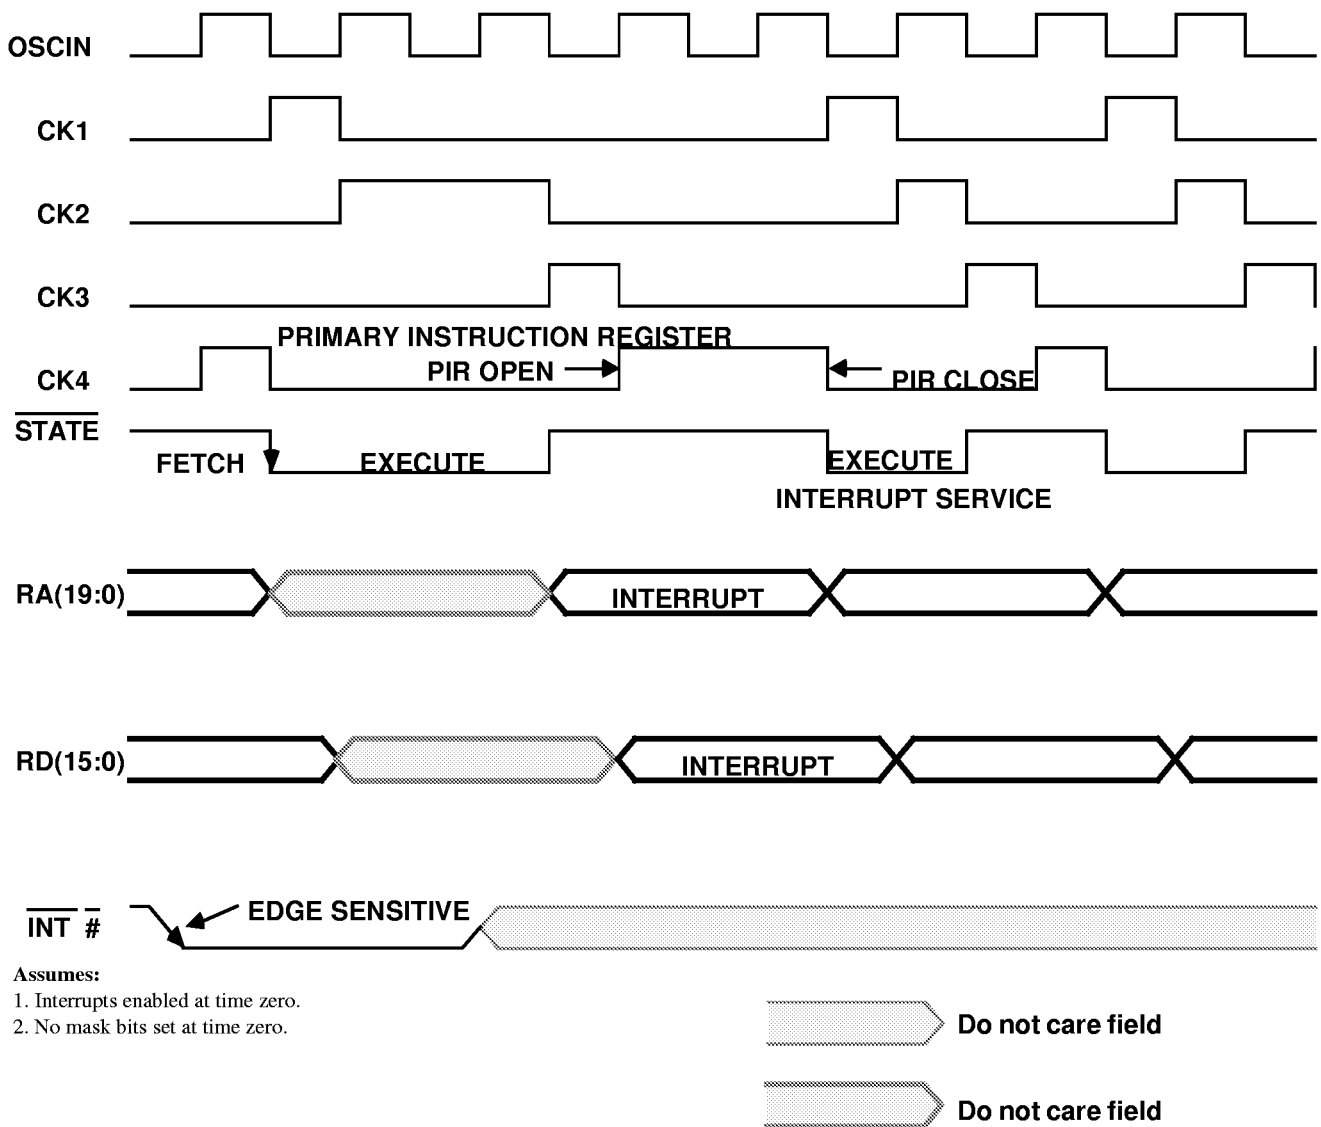 OSCIN
CK1
CK2
CK3
PRIMARY INSTRUCTION REGISTER
PIR OPEN
CK4
PIR CLOSE
STATE
FETCH
EXECUTE
EXECUTE
INTERRUPT SERVICE
RA(19:0)
INTERRUPT
RD(15:0)
INTERRUPT
INT #
EDGE SENSITIVE
Assumes:
1. Interrupts enabled at time zero.
2. No mask bits set at time zero.
Do not care field
Do not care field